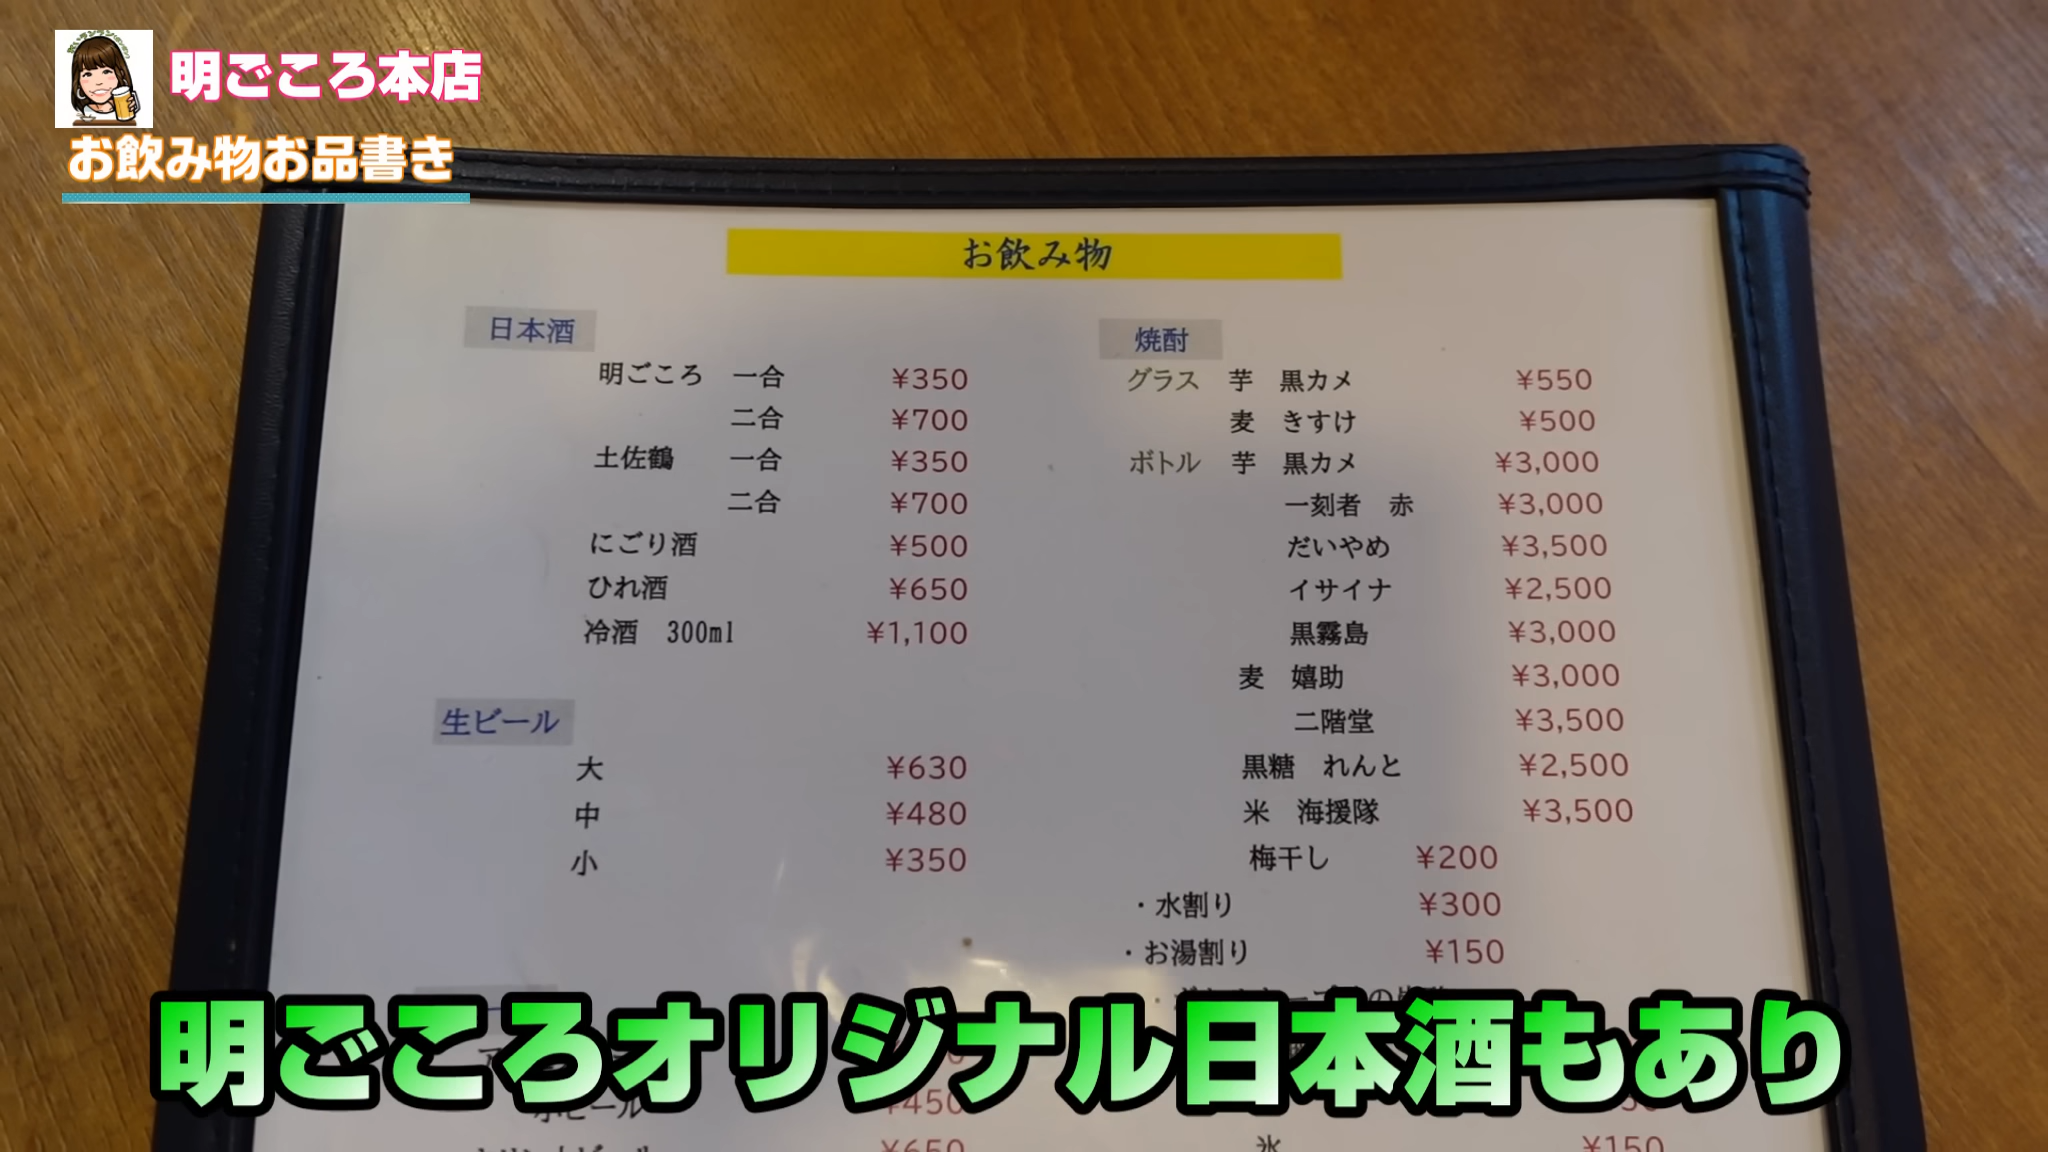 明ごころ本店
お飲み物お品書き
お飲み物
日本酒
明ごころ 一合 ¥350
二合 ¥700
土佐鶴 一合 ¥350
二合 ¥700
にごり酒 ¥500
ひれ酒 ¥650
冷酒 300ml ¥1,100
生ビール
大 ¥630
中 ¥480
小 ¥350
焼酎
グラス 芋 黒カメ ¥550
麦 きすけ ¥500
ボトル 芋 黒カメ ¥3,000
一刻者 赤 ¥3,000
だいやめ ¥3,500
イサイナ ¥2,500
黒霧島 ¥3,000
麦 嬉助 ¥3,000
二階堂 ¥3,500
黒糖 れんと ¥2,500
米 海援隊 ¥3,500
梅干し ¥200
・水割り ¥300
・お湯割り ¥150
¥450
¥650
氷 ¥150
明ごころオリジナル日本酒もあり